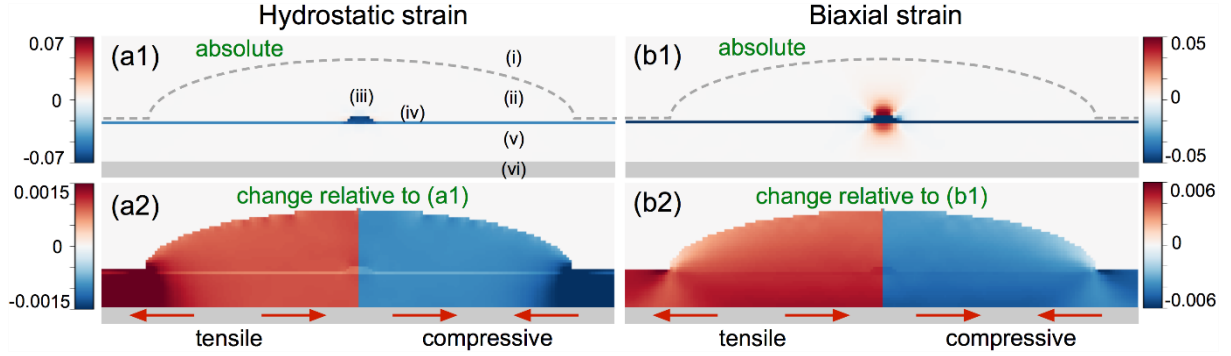 Hydrostatic strain
Biaxial strain
0.07
0
-0.07
(a1)
absolute
(i)
(ii)
(iii)
(iv)
(v)
(vi)
(b1)
absolute
0.05
0
-0.05
0.0015
0
-0.0015
(a2)
change relative to (a1)
(b2)
change relative to (b1)
0.006
0
-0.006
tensile
compressive
tensile
compressive